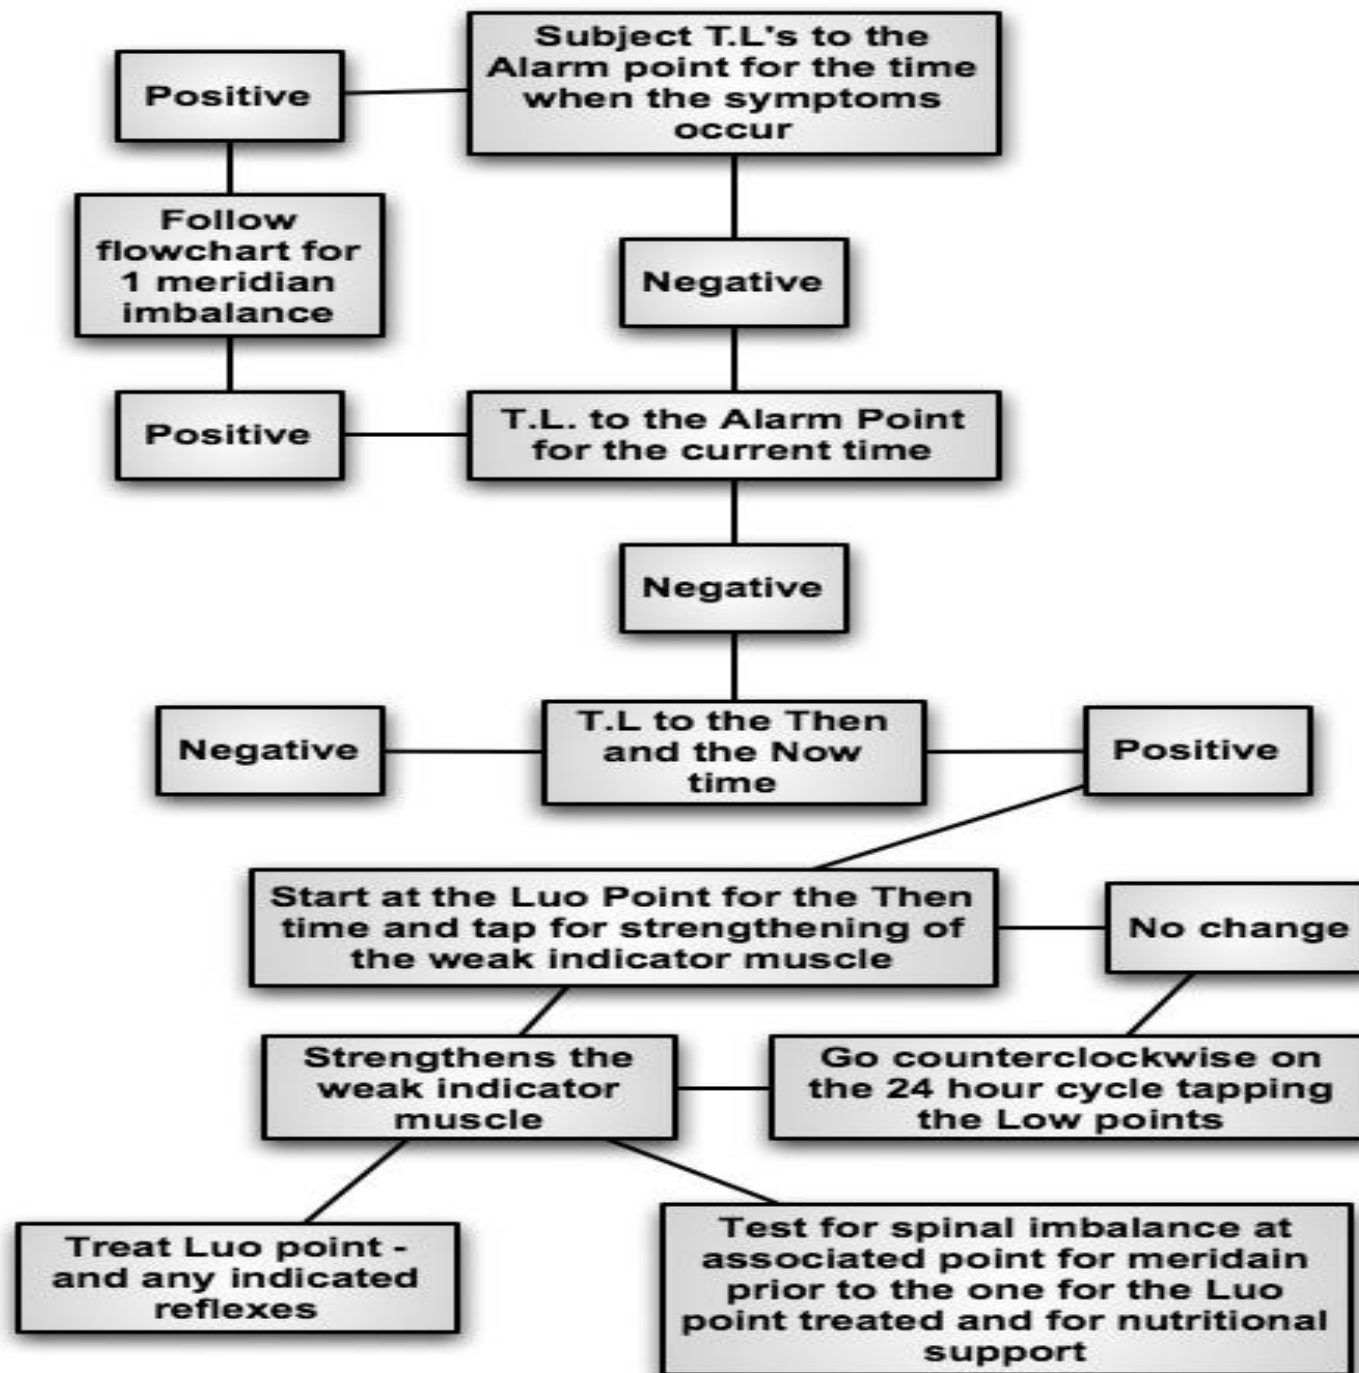 Subject T.L's to the
Alarm point for the time
when the symptoms
occur
Positive
Follow
flowchart for
1 meridian
imbalance
Negative
Positive
T.L. to the Alarm Point
for the current time
Negative
Negative
T.L to the Then
and the Now
time
Positive
Start at the Luo Point for the Then
time and tap for strengthening of
the weak indicator muscle
No change
Strengthens the
weak indicator
muscle
Go counterclockwise on
the 24 hour cycle tapping
the Low points
Treat Luo point -
and any indicated
reflexes
Test for spinal imbalance at
associated point for meridain
prior to the one for the Luo
point treated and for nutritional
support